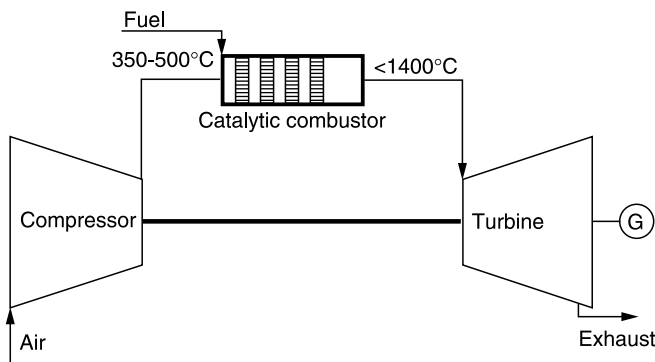 Fuel
350-500°C
<1400°C
Catalytic combustor
Compressor
Turbine
G
Air
Exhaust